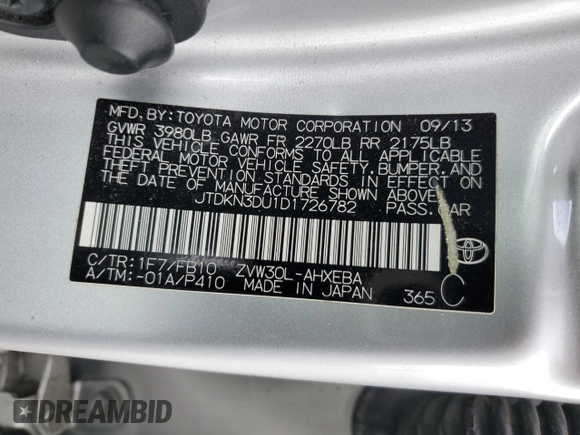 MFD. BY: TOYOTA MOTOR CORPORATION 09/13
GVWR 3980LB GAWR FR 2270LB RR 2175LB
THIS VEHICLE CONFORMS TO ALL APPLICABLE
FEDERAL MOTOR VEHICLE SAFETY, BUMPER, AND
THEFT PREVENTION STANDARDS IN EFFECT ON
THE DATE OF MANUFACTURE SHOWN ABOVE.
JTDKN3DU1D1726782 PASS. CAR
C/TR: 1F7/FB10 ZVW30L-AHXEBA
A/TM: -01A/P410 MADE IN JAPAN 365 C
DREAMBID